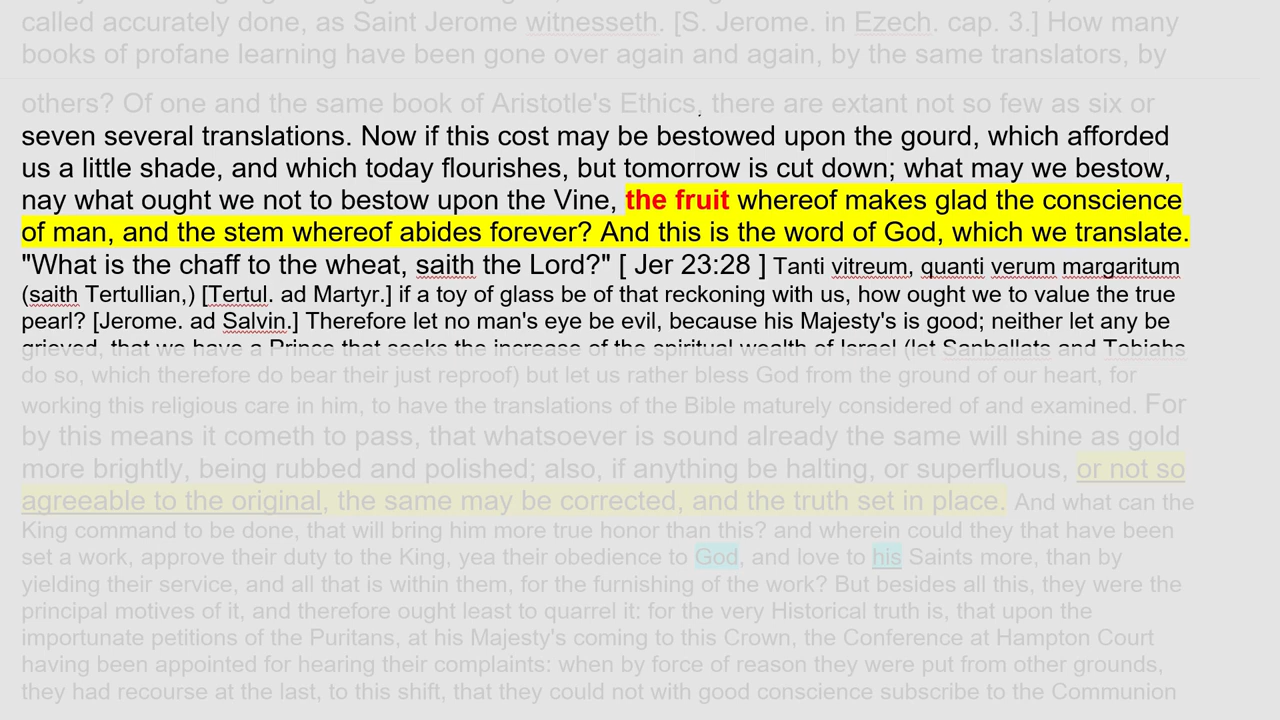 called accurately done, as Saint Jerome witnesseth. [S. Jerome. in Ezech. cap. 3.] How many
books of profane learning have been gone over again and again, by the same translators, by
others? Of one and the same book of Aristotle's Ethics, there are extant not so few as six or
seven several translations. Now if this cost may be bestowed upon the gourd, which afforded
us a little shade, and which today flourishes, but tomorrow is cut down; what may we bestow,
nay what ought we not to bestow upon the Vine, the fruit whereof makes glad the conscience
of man, and the stem whereof abides forever? And this is the word of God, which we translate.
"What is the chaff to the wheat, saith the Lord?" [ Jer 23:28 ] Tanti vitreum, quanti verum margaritum
(saith Tertullian,) [Tertul. ad Martyr.] if a toy of glass be of that reckoning with us, how ought we to value the true
pearl? [Jerome. ad Salvin.] Therefore let no man's eye be evil, because his Majesty's is good; neither let any be
grieved, that we have a Prince that seeks the increase of the spiritual wealth of Israel (let Sanballats and Tobiahs
do so, which therefore do bear their just reproof) but let us rather bless God from the ground of our heart, for
working this religious care in him, to have the translations of the Bible maturely considered of and examined. For
by this means it cometh to pass, that whatsoever is sound already the same will shine as gold
more brightly, being rubbed and polished; also, if anything be halting, or superfluous, or not so
agreeable to the original, the same may be corrected, and the truth set in place. And what can the
King command to be done, that will bring him more true honor than this? and wherein could they that have been
set a work, approve their duty to the King, yea their obedience to God, and love to his Saints more, than by
yielding their service, and all that is within them, for the furnishing of the work? But besides all this, they were the
principal motives of it, and therefore ought least to quarrel it: for the very Historical truth is, that upon the
importunate petitions of the Puritans, at his Majesty's coming to this Crown, the Conference at Hampton Court
having been appointed for hearing their complaints: when by force of reason they were put from other grounds,
they had recourse at the last, to this shift, that they could not with good conscience subscribe to the Communion